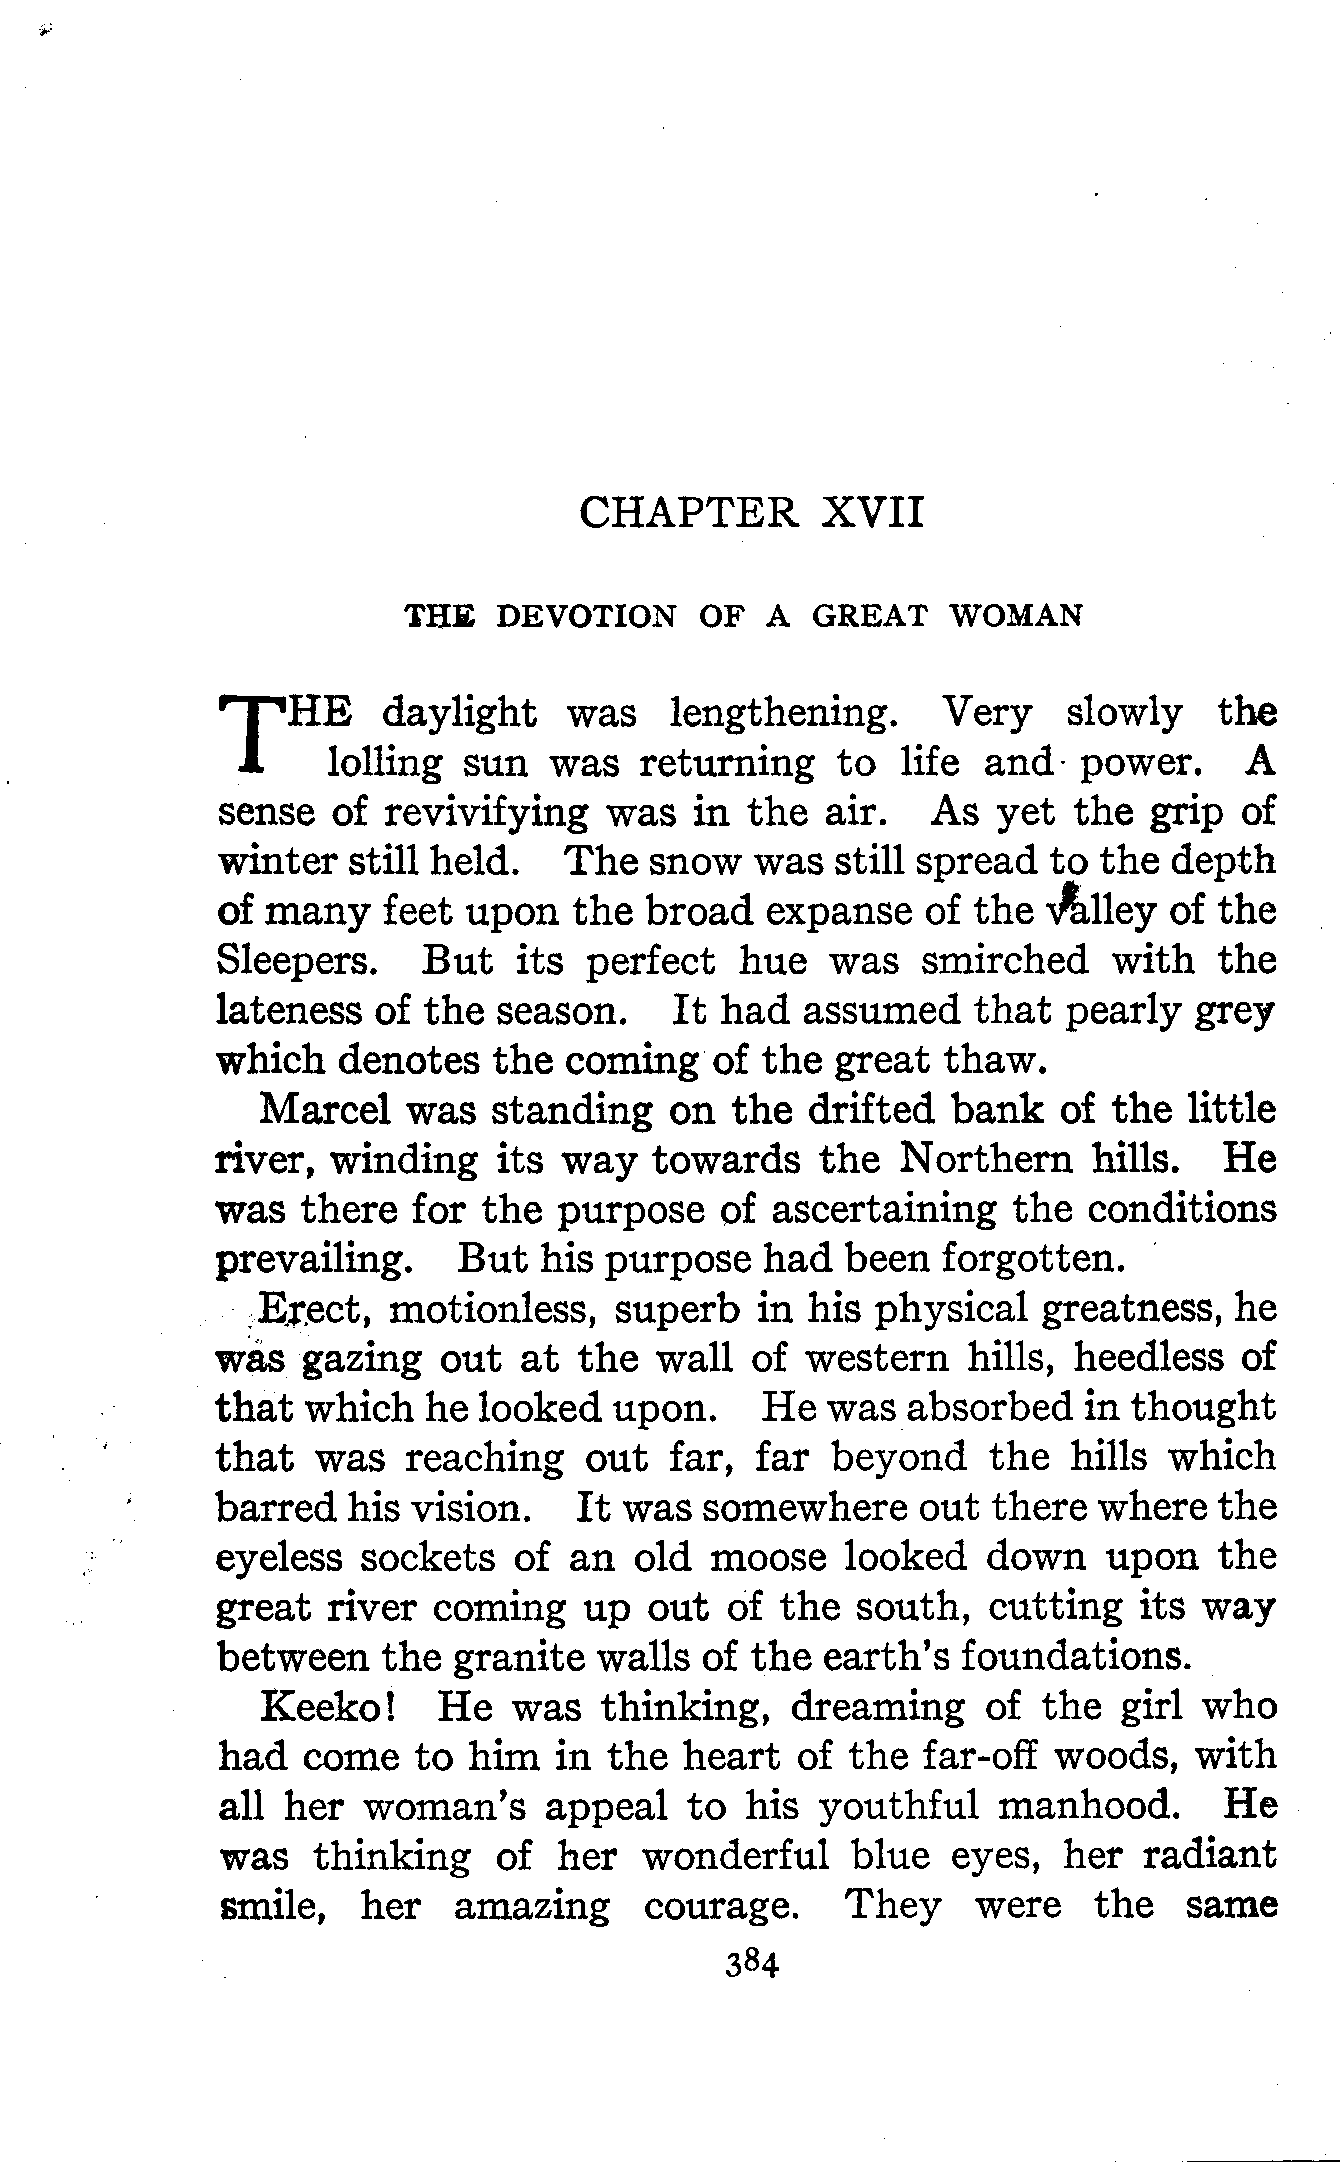 CHAPTER XVII
THE DEVOTION OF A GREAT WOMAN
THE daylight was lengthening. Very slowly the
lolling sun was returning to life and power. A
sense of revivifying was in the air. As yet the grip of
winter still held. The snow was still spread to the depth
of many feet upon the broad expanse of the valley of the
Sleepers. But its perfect hue was smirched with the
lateness of the season. It had assumed that pearly grey
which denotes the coming of the great thaw.
Marcel was standing on the drifted bank of the little
river, winding its way towards the Northern hills. He
was there for the purpose of ascertaining the conditions
prevailing. But his purpose had been forgotten.
Erect, motionless, superb in his physical greatness, he
was gazing out at the wall of western hills, heedless of
that which he looked upon. He was absorbed in thought
that was reaching out far, far beyond the hills which
barred his vision. It was somewhere out there where the
eyeless sockets of an old moose looked down upon the
great river coming up out of the south, cutting its way
between the granite walls of the earth's foundations.
Keeko! He was thinking, dreaming of the girl who
had come to him in the heart of the far-off woods, with
all her woman's appeal to his youthful manhood. He
was thinking of her wonderful blue eyes, her radiant
smile, her amazing courage. They were the same
384